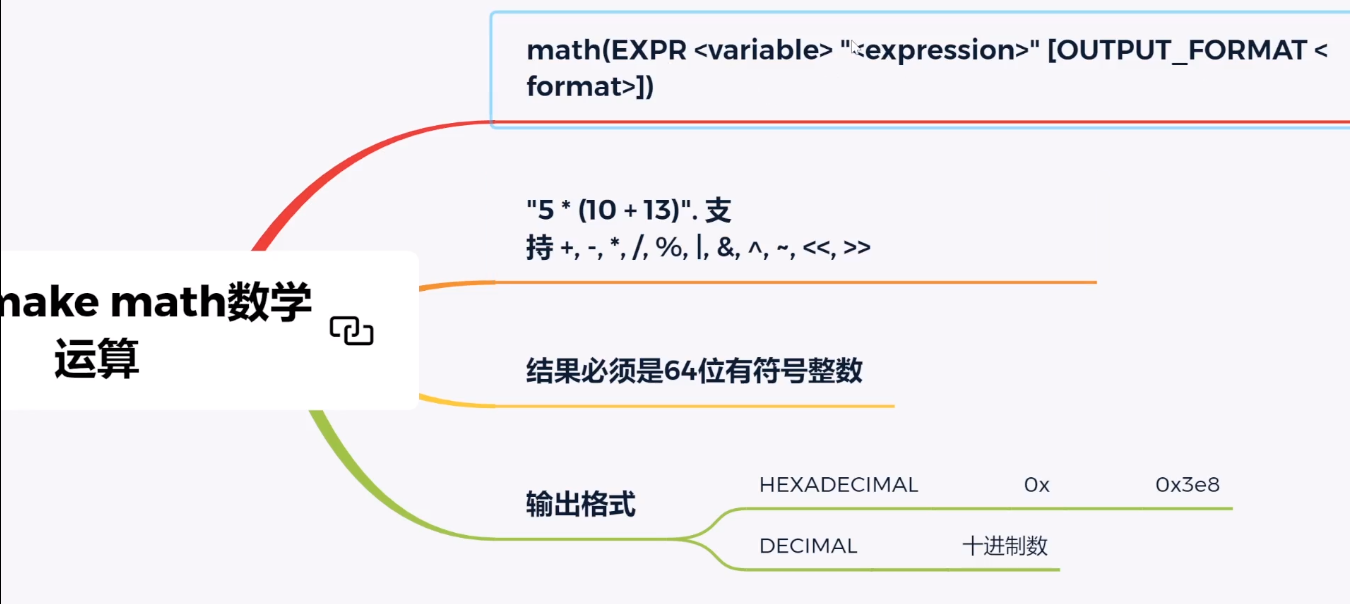 math(EXPR <variable> "<expression>" [OUTPUT_FORMAT <
format>])
"5 * (10 + 13)". 支
持 +, -, *, /, %, |, &, ^, ~, <<, >>
make math数学
运算
结果必须是64位有符号整数
输出格式
HEXADECIMAL 0x 0x3e8
DECIMAL 十进制数